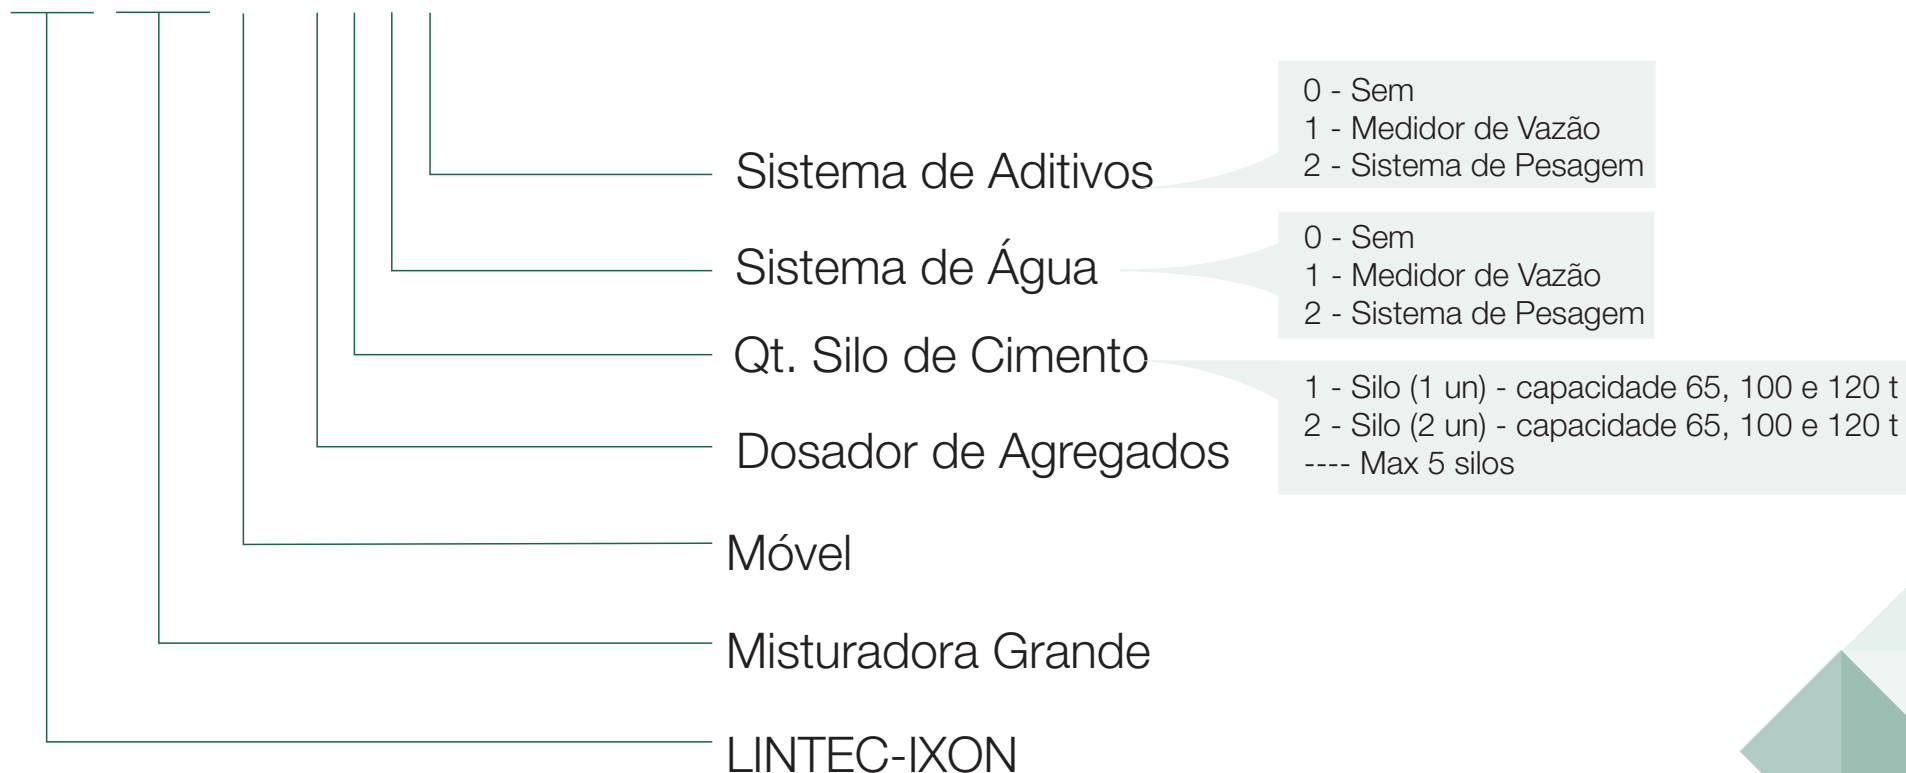 Sistema de Aditivos
0 - Sem
1 - Medidor de Vazão
2 - Sistema de Pesagem
Sistema de Água
0 - Sem
1 - Medidor de Vazão
2 - Sistema de Pesagem
Qt. Silo de Cimento
1 - Silo (1 un) - capacidade 65, 100 e 120 t
2 - Silo (2 un) - capacidade 65, 100 e 120 t
---- Max 5 silos
Dosador de Agregados
Móvel
Misturadora Grande
LINTEC-IXON